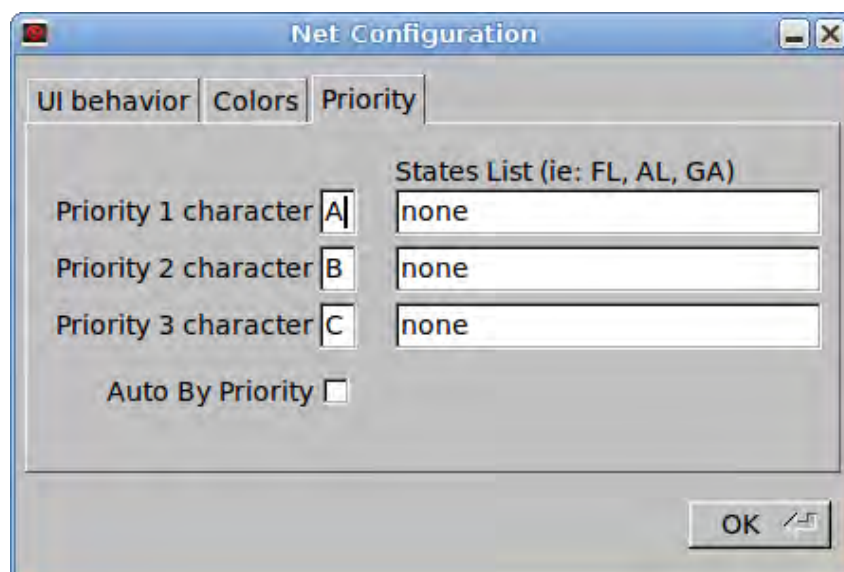 Net Configuration
UI behavior Colors Priority
States List (ie: FL, AL, GA)
Priority 1 character A none
Priority 2 character B none
Priority 3 character C none
Auto By Priority
OK